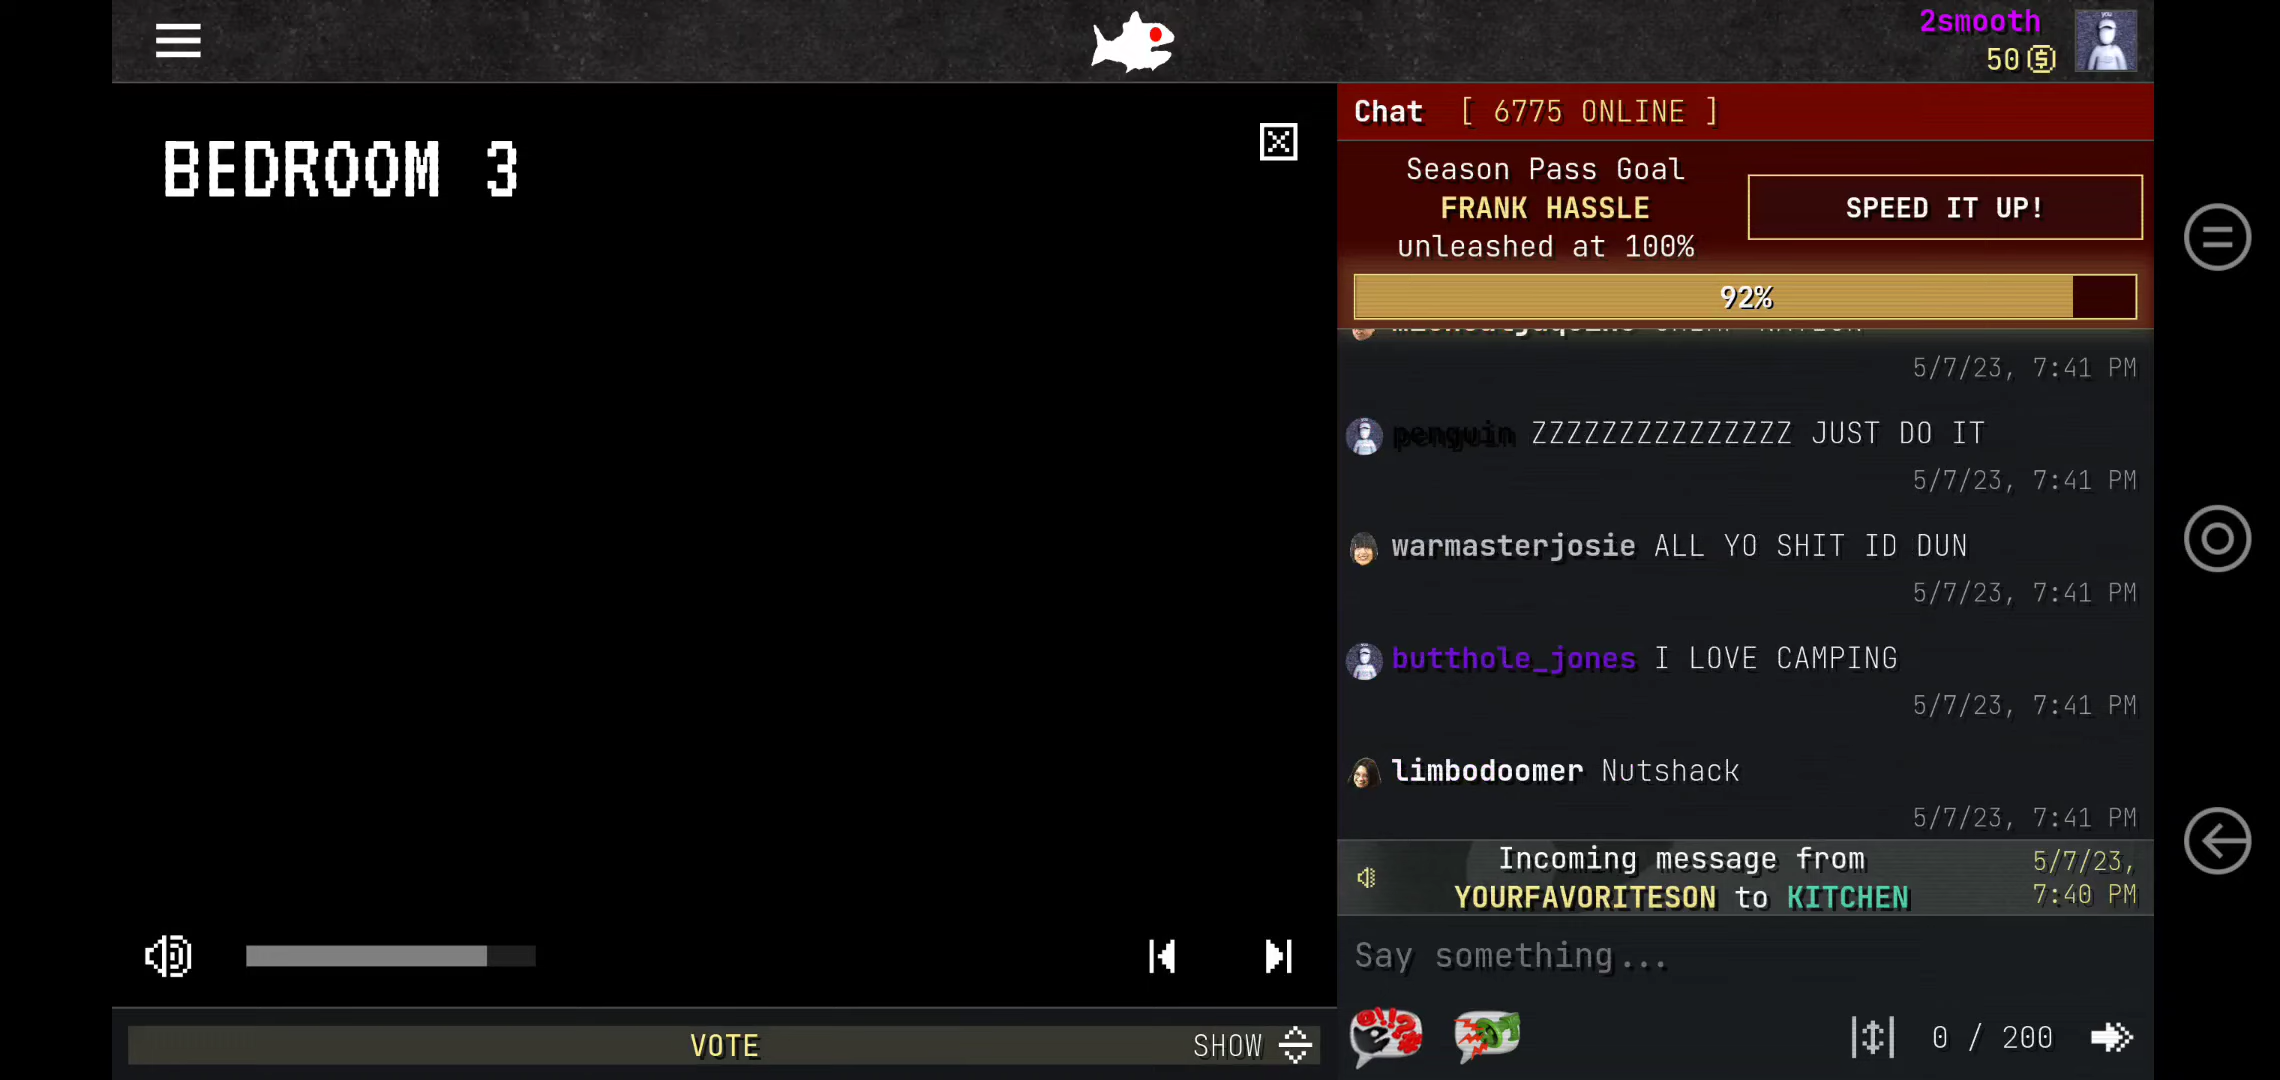 2smooth
50
BEDROOM 3
Chat [ 6775 ONLINE ]
Season Pass Goal
FRANK HASSLE
unleashed at 100%
SPEED IT UP!
92%
5/7/23, 7:41 PM
penguin ZZZZZZZZZZZZZZZ JUST DO IT
5/7/23, 7:41 PM
warmasterjosie ALL YO SHIT ID DUN
5/7/23, 7:41 PM
butthole_jones I LOVE CAMPING
5/7/23, 7:41 PM
limbodoomer Nutshack
5/7/23, 7:41 PM
Incoming message from
YOURFAVORITESON to KITCHEN
5/7/23,
7:40 PM
Say something...
0 / 200
VOTE
SHOW